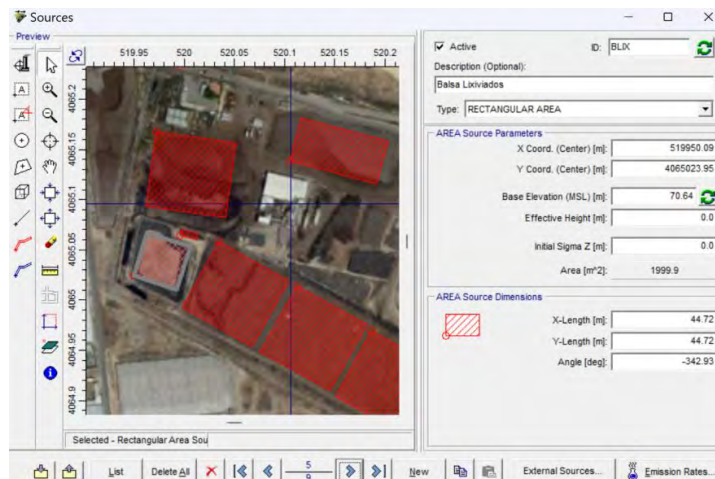 Sources
Preview
519.95 520 520.05 520.1 520.15 520.2
4065.2
4065.15
4065.1
4065.05
4065
4064.95
4064.9
Selected - Rectangular Area Sou
Active ID: BLIX
Description (Optional):
Balsa Lixiviados
Type: RECTANGULAR AREA
AREA Source Parameters
X Coord. (Center) [m]: 519950.09
Y Coord. (Center) [m]: 4065023.95
Base Elevation (MSL) [m]: 70.64
Effective Height [m]: 0.0
Initial Sigma Z [m]: 0.0
Area [m^2]: 1999.9
AREA Source Dimensions
X-Length [m]: 44.72
Y-Length [m]: 44.72
Angle [deg]: -342.93
List Delete All 5 New External Sources... Emission Rates...
9